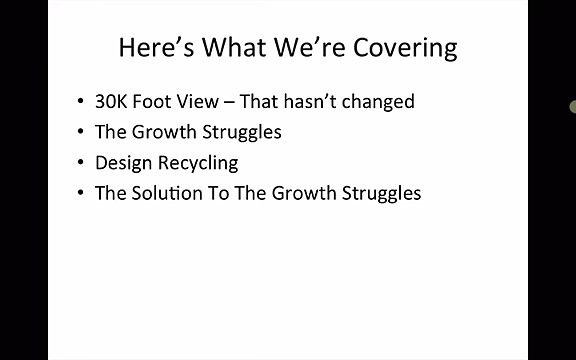 Here’s What We’re Covering
• 30K Foot View – That hasn’t changed
• The Growth Struggles
• Design Recycling
• The Solution To The Growth Struggles